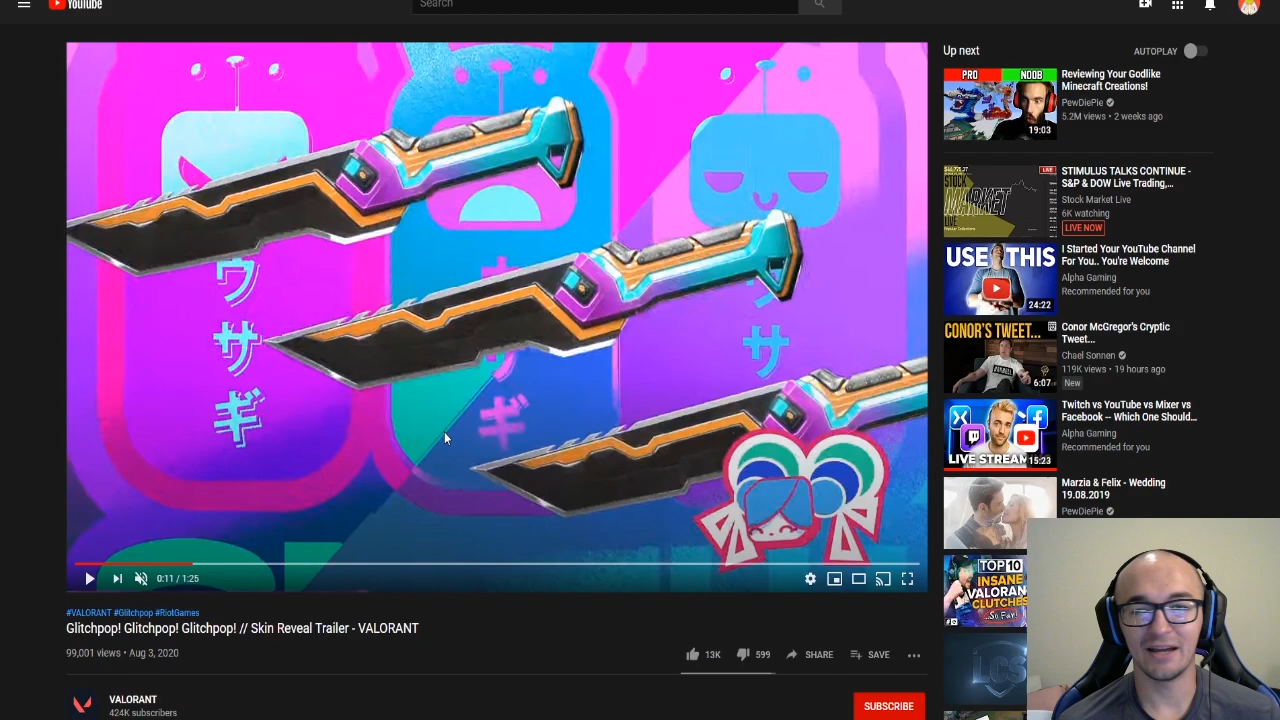 YouTube
Search
ウサギ
ウサギ
ウサ
0:11 / 1:25
#VALORANT #Glitchpop #RiotGames
Glitchpop! Glitchpop! Glitchpop! // Skin Reveal Trailer - VALORANT
99,001 views • Aug 3, 2020
13K
599
SHARE
SAVE
VALORANT
424K subscribers
SUBSCRIBE
Up next
AUTOPLAY
PRO
NOOB
19:03
Reviewing Your Godlike
Minecraft Creations!
PewDiePie
5.2M views • 2 weeks ago
STOCK
MARKET
LIVE
LIVE
STIMULUS TALKS CONTINUE -
S&P & DOW Live Trading,...
Stock Market Live
6K watching
LIVE NOW
USE THIS
24:22
I Started Your YouTube Channel
For You.. You're Welcome
Alpha Gaming
Recommended for you
CONOR'S TWEET...
6:07
Conor McGregor's Cryptic
Tweet...
Chael Sonnen
119K views • 19 hours ago
New
LIVE STREAM
15:23
Twitch vs YouTube vs Mixer vs
Facebook -- Which One Should...
Alpha Gaming
Recommended for you
Marzia & Felix - Wedding
19.08.2019
PewDiePie
TOP 10
INSANE
VALORANT
CLUTCHES
...So Far!
LCS